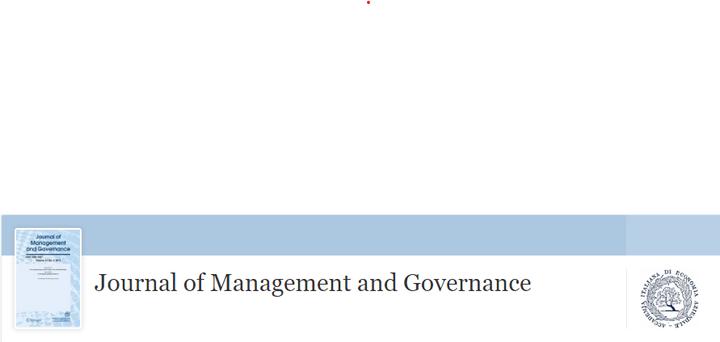 Journal of
Management
and Governance
Journal of Management and Governance
ACCADEMIA ITALIANA DI ECONOMIA AZIENDALE